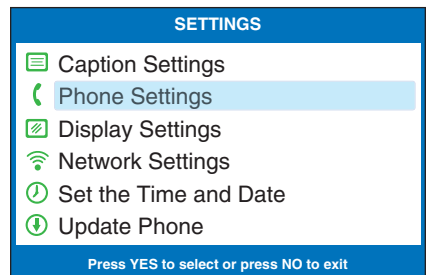 SETTINGS
Caption Settings
Phone Settings
Display Settings
Network Settings
Set the Time and Date
Update Phone
Press YES to select or press NO to exit